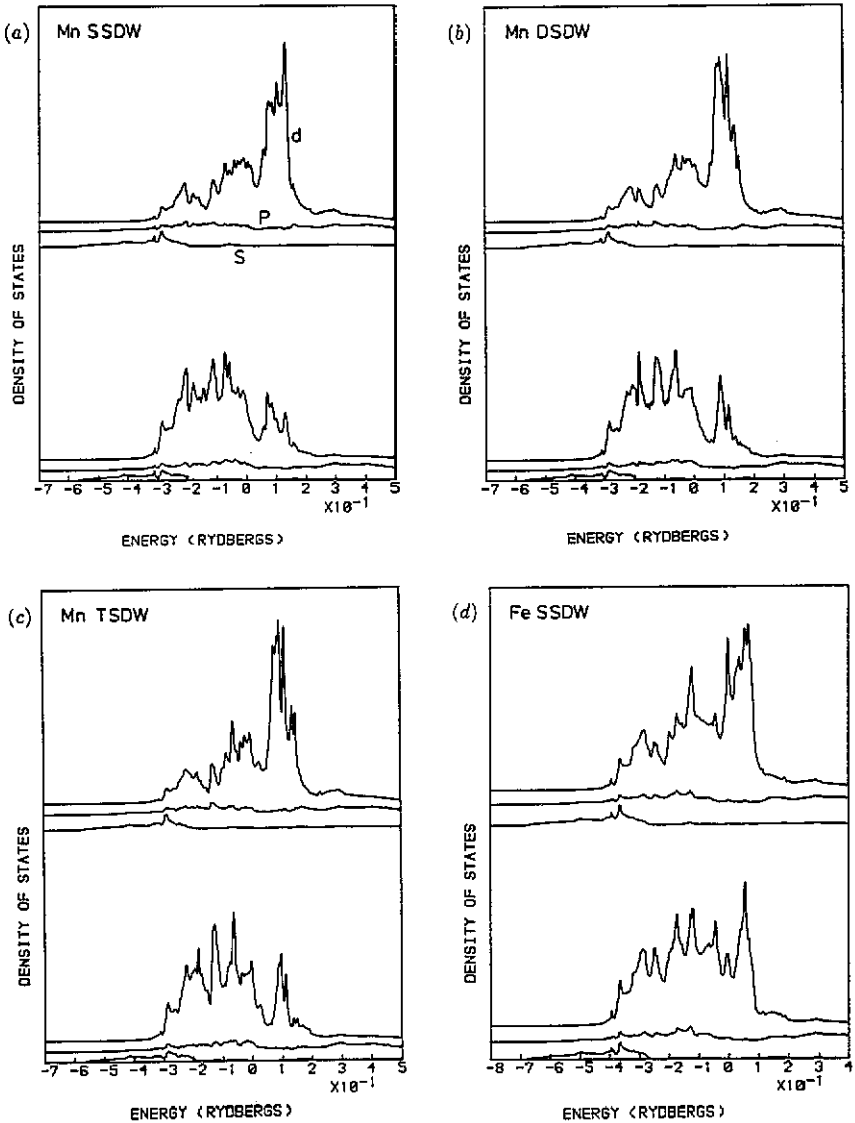 (a) Mn SSDW
d
P
S
DENSITY OF STATES
-7 -6 -5 -4 -3 -2 -1 0 1 2 3 4 5
X10⁻¹
ENERGY (RYDBERGS)
(b) Mn DSDW
DENSITY OF STATES
-7 -6 -5 -4 -3 -2 -1 0 1 2 3 4 5
X10⁻¹
ENERGY (RYDBERGS)
(c) Mn TSDW
DENSITY OF STATES
-7 -6 -5 -4 -3 -2 -1 0 1 2 3 4 5
X10⁻¹
ENERGY (RYDBERGS)
(d) Fe SSDW
DENSITY OF STATES
-8 -7 -6 -5 -4 -3 -2 -1 0 1 2 3 4
X10⁻¹
ENERGY (RYDBERGS)